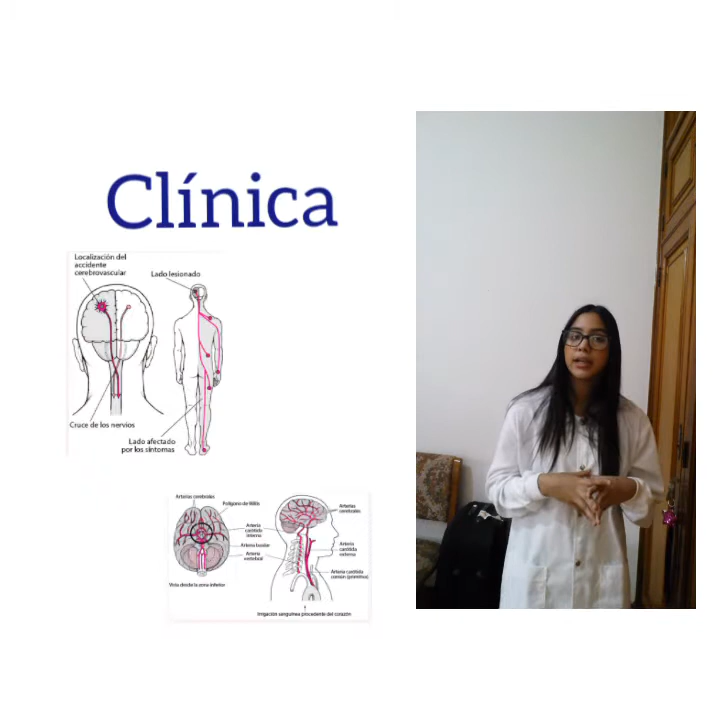 Clínica
Localización del
accidente
cerebrovascular
Lado lesionado
Cruce de los nervios
Lado afectado
por los síntomas
Arterias cerebrales
Polígono de Willis
Arterias
cerebrales
Arteria
carótida
interna
Arteria basilar
Arteria
vertebral
Arteria
carótida
externa
Arteria carótida
común (primitiva)
Vista desde la zona inferior
Irrigación sanguínea procedente del corazón